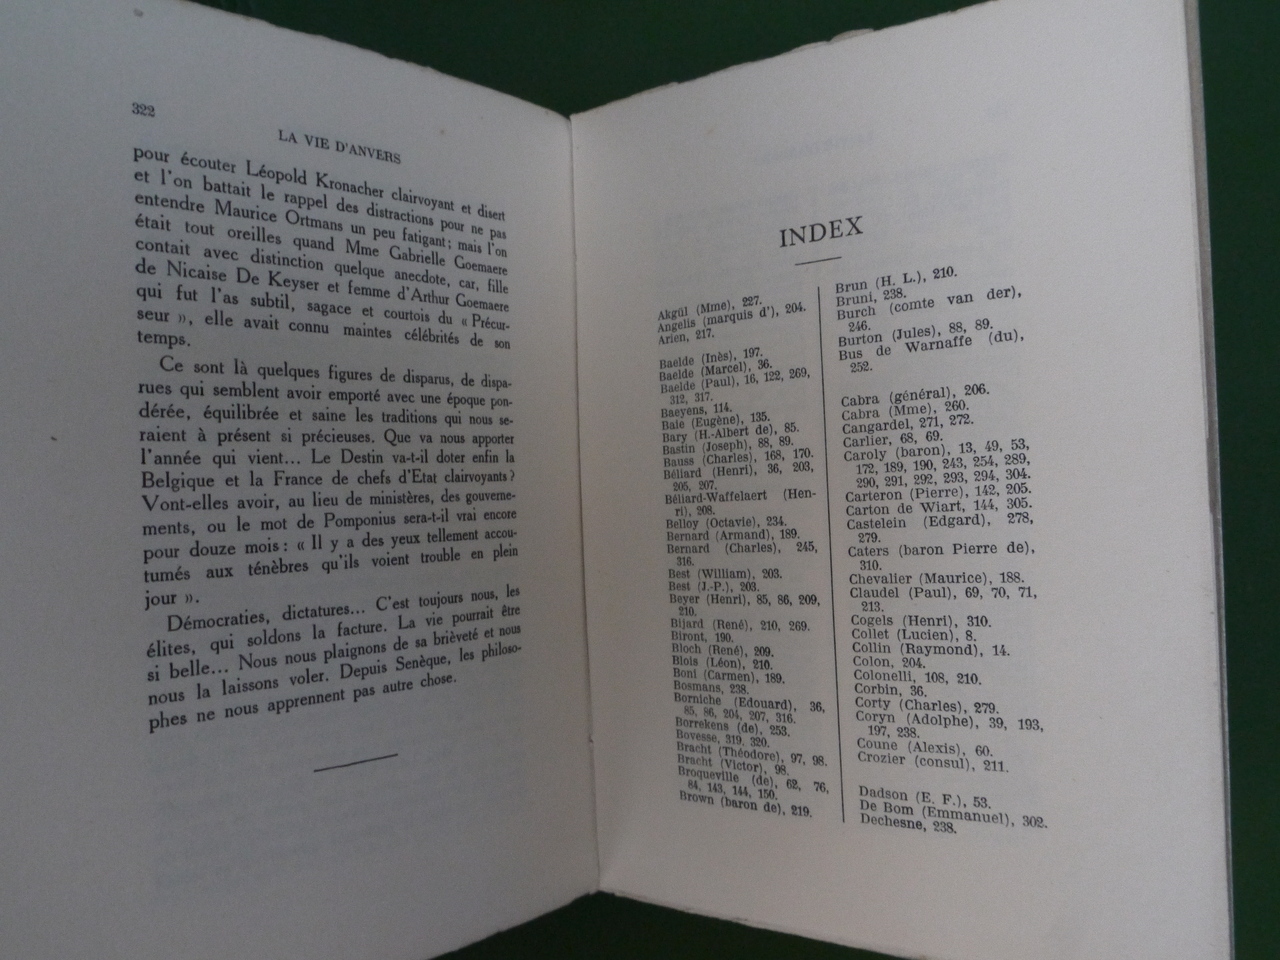 322
LA VIE D'ANVERS
pour écouter Léopold Kronacher clairvoyant et disert
et l'on battait le rappel des distractions pour ne pas
entendre Maurice Ortmans un peu fatigant; mais l'on
était tout oreilles quand Mme Gabrielle Goemaere
contait avec distinction quelque anecdote, car, fille
de Nicaise De Keyser et femme d'Arthur Goemaere
qui fut l'as subtil, sagace et courtois du « Précur-
seur », elle avait connu maintes célébrités de son
temps.
Ce sont là quelques figures de disparus, de dispa-
rues qui semblent avoir emporté avec une époque pon-
dérée, équilibrée et saine les traditions qui nous se-
raient à présent si précieuses. Que va nous apporter
l'année qui vient... Le Destin va-t-il doter enfin la
Belgique et la France de chefs d'Etat clairvoyants?
Vont-elles avoir, au lieu de ministères, des gouverne-
ments, ou le mot de Pomponius sera-t-il vrai encore
pour douze mois : « Il y a des yeux tellement accou-
tumés aux ténèbres qu'ils voient trouble en plein
jour ».
Démocraties, dictatures... C'est toujours nous, les
élites, qui soldons la facture. La vie pourrait être
si belle... Nous nous plaignons de sa brièveté et nous
nous la laissons voler. Depuis Senèque, les philoso-
phes ne nous apprennent pas autre chose.
INDEX
Akgül (Mme), 227.
Angelis (marquis d'), 204.
Arien, 217.
Baelde (Inès), 197.
Baelde (Marcel), 36.
Baelde (Paul), 16, 122, 269,
312, 317.
Baeyens, 114.
Baie (Eugène), 135.
Bary (H.-Albert de), 85.
Bastin (Joseph), 88, 89.
Bauss (Charles), 168, 170.
Béliard (Henri), 36, 203,
205, 207.
Béliard-Waffelaert (Hen-
ri), 208.
Belloy (Octavie), 234.
Bernard (Armand), 189.
Bernard (Charles), 245,
316.
Best (William), 203.
Best (J.-P.), 203.
Beyer (Henri), 85, 86, 209,
210.
Bijard (René), 210, 269.
Biront, 190.
Bloch (René), 209.
Blois (Léon), 210.
Boni (Carmen), 189.
Bosmans, 238.
Borniche (Edouard), 36,
85, 86, 204, 207, 316.
Borrekens (de), 253.
Bovesse, 319, 320.
Bracht (Théodore), 97, 98.
Bracht (Victor), 98.
Broqueville (de), 62, 76,
84, 143, 144, 150.
Brown (baron de), 219.
Brun (H. L.), 210.
Bruni, 238.
Burch (comte van der),
246.
Burton (Jules), 88, 89.
Bus de Warnaffe (du),
252.
Cabra (général), 206.
Cabra (Mme), 260.
Cangardel, 271, 272.
Carlier, 68, 69.
Caroly (baron), 13, 49, 53,
172, 189, 190, 243, 254, 289,
290, 291, 292, 293, 294, 304.
Carteron (Pierre), 142, 205.
Carton de Wiart, 144, 305.
Castelein (Edgard), 278,
279.
Caters (baron Pierre de),
310.
Chevalier (Maurice), 188.
Claudel (Paul), 69, 70, 71,
213.
Cogels (Henri), 310.
Collet (Lucien), 8.
Collin (Raymond), 14.
Colon, 204.
Colonelli, 108, 210.
Corbin, 36.
Corty (Charles), 279.
Coryn (Adolphe), 39, 193,
197, 238.
Coune (Alexis), 60.
Crozier (consul), 211.
Dadson (E. F.), 53.
De Bom (Emmanuel), 302.
Dechesne, 238.